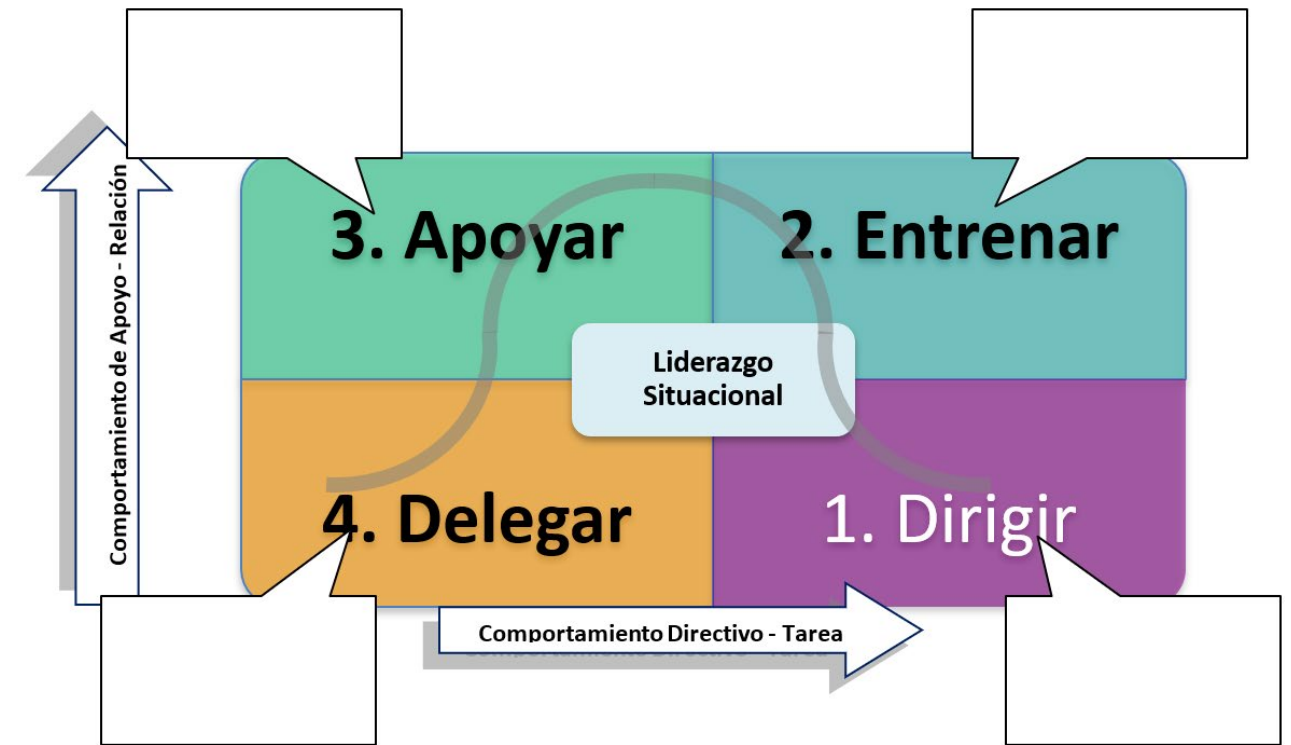 Comportamiento de Apoyo - Relación
3. Apoyar
2. Entrenar
Liderazgo
Situacional
4. Delegar
1. Dirigir
Comportamiento Directivo - Tarea